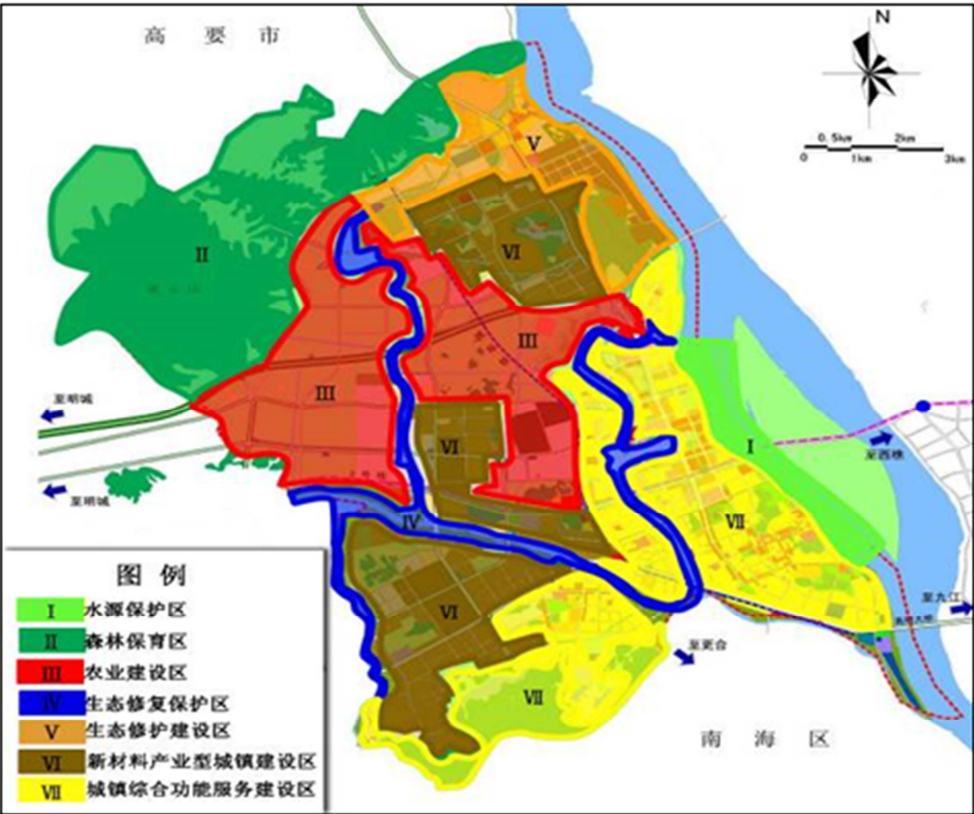 高 要 市
N
0.5km 2km
0 1km 3km
V
II
VI
III
III
至明城
VI
I
至西樵
至明城
IV
VII
至九江
VI
至更合
VII
南 海 区
图 例
I 水源保护区
II 森林保育区
III 农业建设区
IV 生态修复保护区
V 生态修护建设区
VI 新材料产业型城镇建设区
VII 城镇综合功能服务建设区